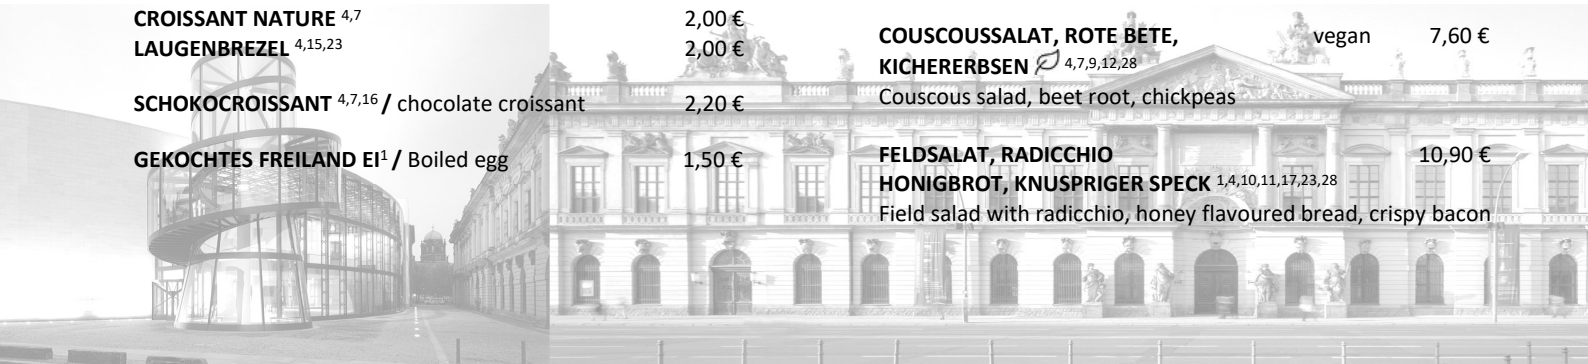 CROISSANT NATURE 4,7 2,00 €
LAUGENBREZEL 4,15,23 2,00 €
SCHOKOCROISSANT 4,7,16 / chocolate croissant 2,20 €
GEKOCHTES FREILAND EI1 / Boiled egg 1,50 €
COUSCOUSSALAT, ROTE BETE, vegan 7,60 €
KICHERERBSEN 4,7,9,12,28
Couscous salad, beet root, chickpeas
FELDSALAT, RADICCHIO 10,90 €
HONIGBROT, KNUSPRIGER SPECK 1,4,10,11,17,23,28
Field salad with radicchio, honey flavoured bread, crispy bacon